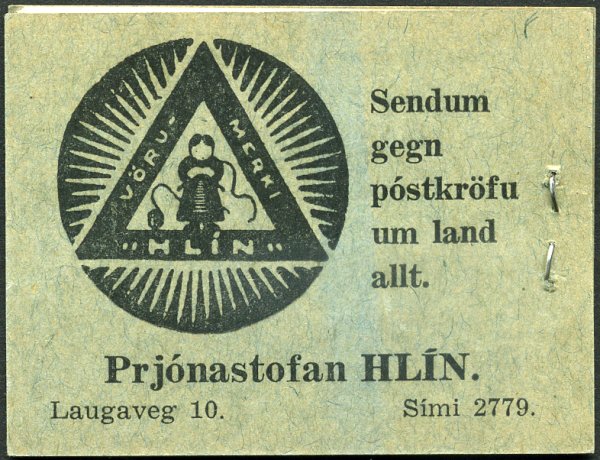 VÖRU-
MERKI
„HLÍN"
Sendum
gegn
póstkröfu
um land
allt.
Prjónastofan HLÍN.
Laugaveg 10. Sími 2779.